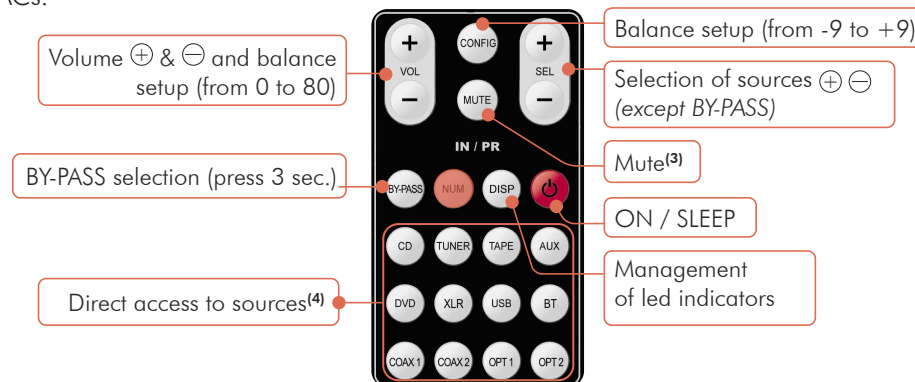 ACs.
Volume ⊕ & ⊖ and balance
setup (from 0 to 80)
BY-PASS selection (press 3 sec.)
Direct access to sources(4)
+ CONFIG +
VOL SEL
− MUTE −
IN / PR
BY-PASS NUM DISP
CD TUNER TAPE AUX
DVD XLR USB BT
COAX 1 COAX 2 OPT 1 OPT 2
Balance setup (from -9 to +9)
Selection of sources ⊕ ⊖
(except BY-PASS)
Mute(3)
ON / SLEEP
Management
of led indicators